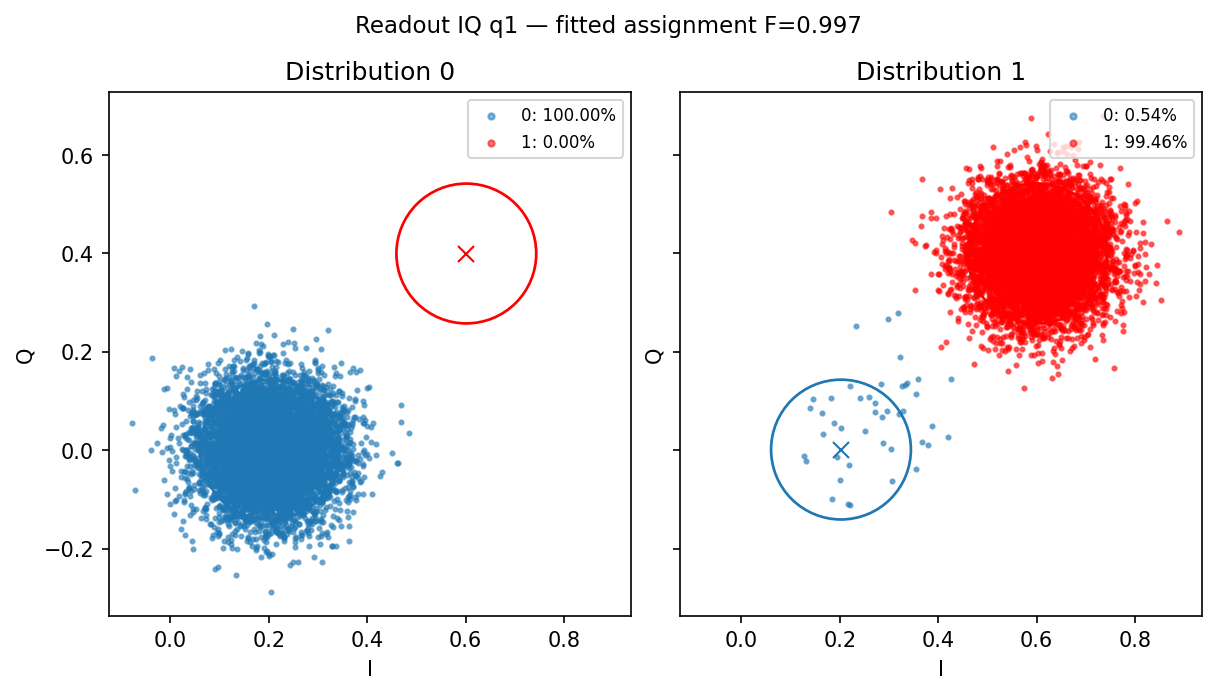 Readout IQ q1 — fitted assignment F=0.997
Distribution 0
0: 100.00%
1: 0.00%
Q
0.6
0.4
0.2
0.0
−0.2
0.0 0.2 0.4 0.6 0.8
I
Distribution 1
0: 0.54%
1: 99.46%
Q
0.0 0.2 0.4 0.6 0.8
I